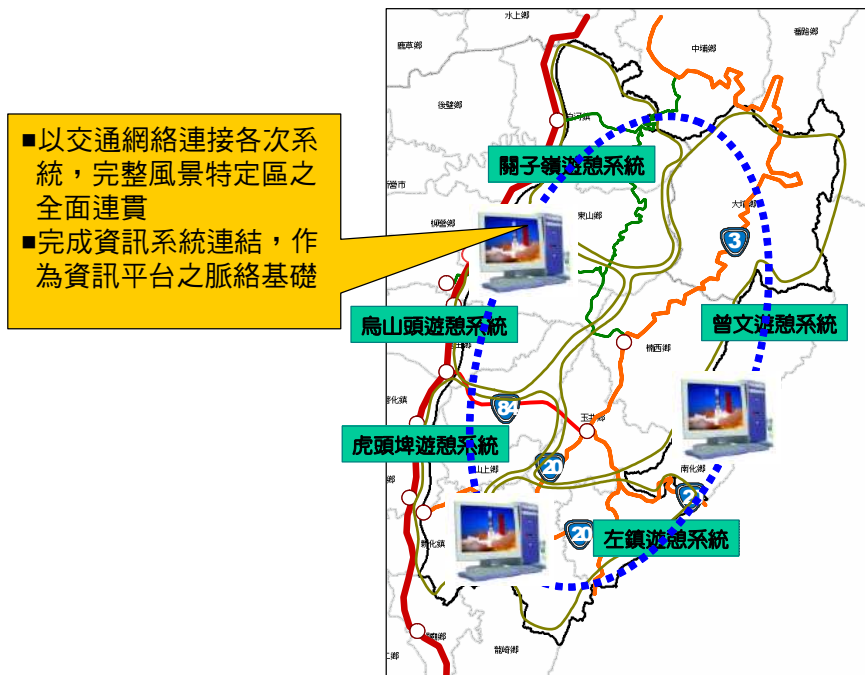 水上鄉
番路鄉
鹿草鄉
中埔鄉
後壁鄉
白河鎮
■以交通網絡連接各次系
統，完整風景特定區之
全面連貫
■完成資訊系統連結，作
為資訊平台之脈絡基礎
關子嶺遊憩系統
大埔鄉
東山鄉
3
烏山頭遊憩系統
曾文遊憩系統
楠西鄉
84
玉井鄉
虎頭埤遊憩系統
山上鄉
20
南化鄉
20
左鎮遊憩系統
新化鎮
龍崎鄉